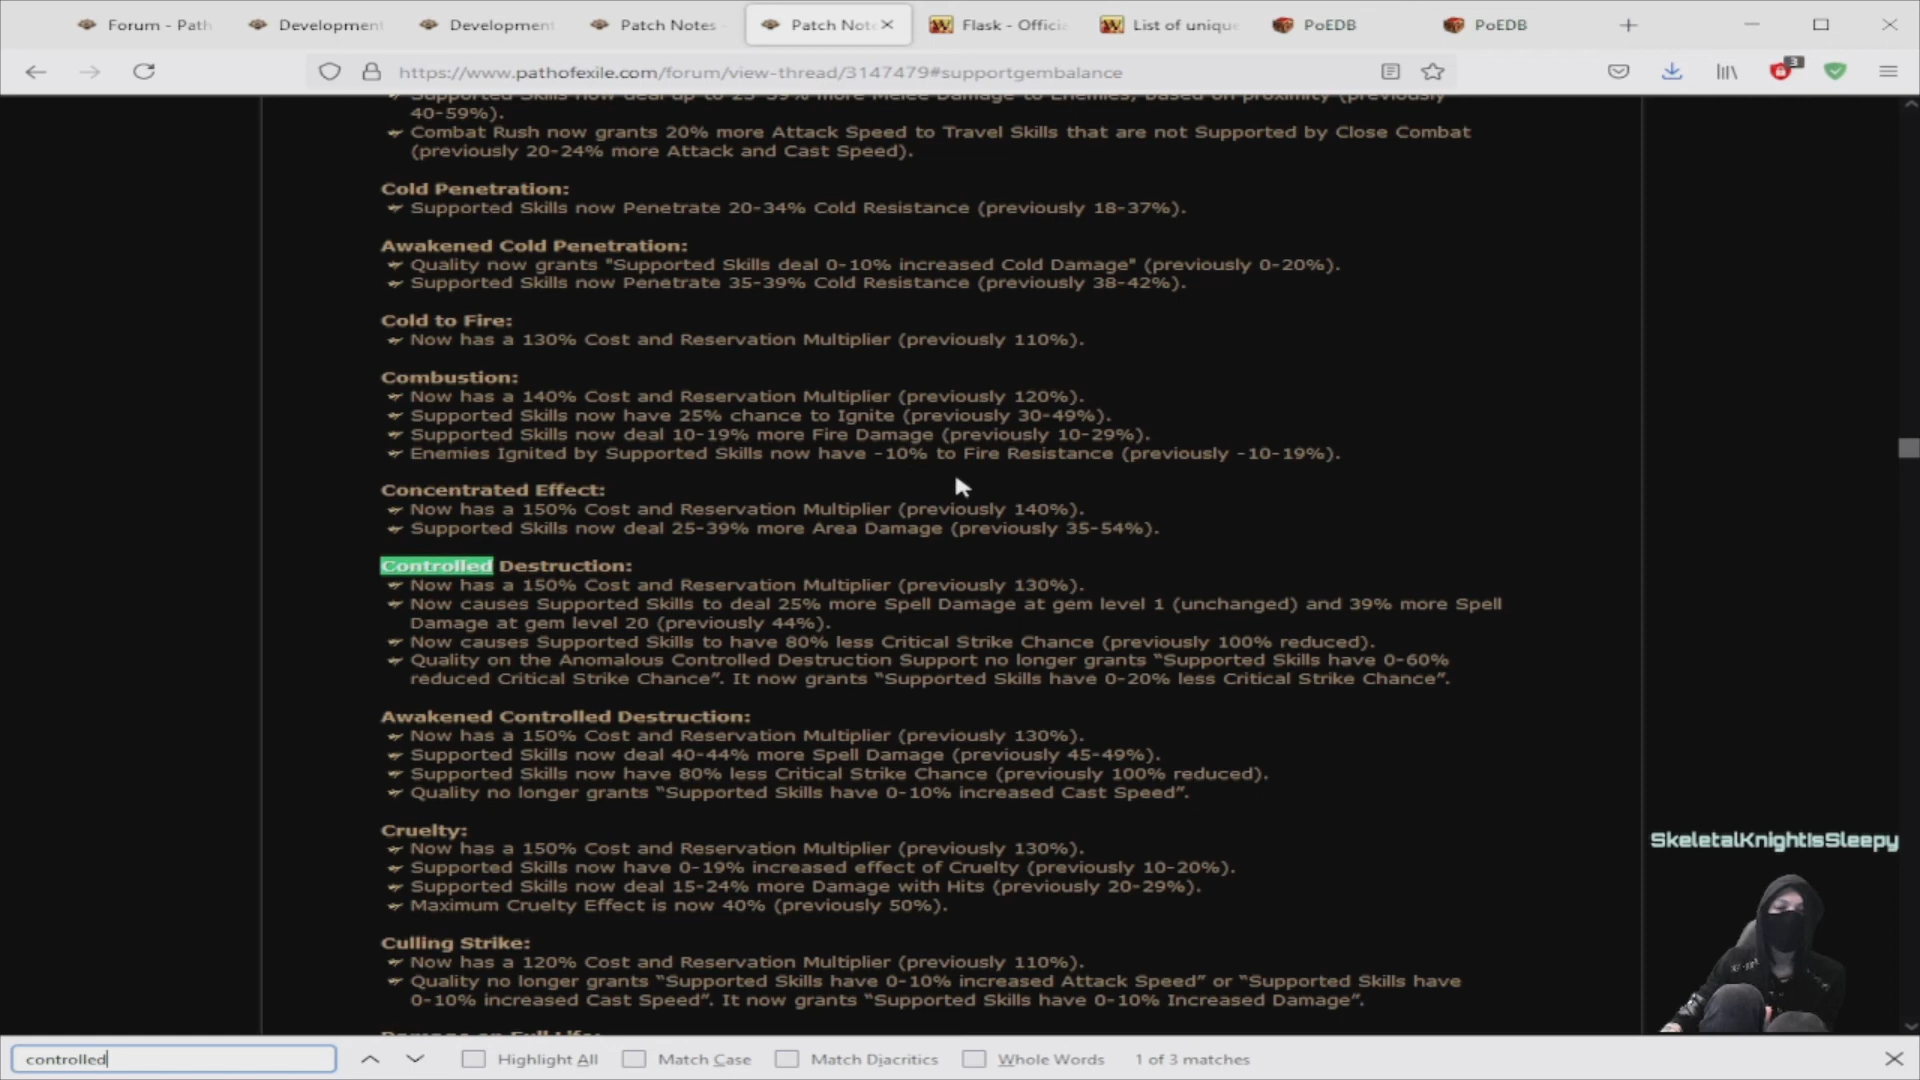 Forum - Path
Development
Development
Patch Notes
Patch Note
Flask - Officia
List of unique
PoEDB
PoEDB
https://www.pathofexile.com/forum/view-thread/3147479#supportgembalance
3
40-59%).
Combat Rush now grants 20% more Attack Speed to Travel Skills that are not Supported by Close Combat
(previously 20-24% more Attack and Cast Speed).
Cold Penetration:
Supported Skills now Penetrate 20-34% Cold Resistance (previously 18-37%).
Awakened Cold Penetration:
Quality now grants "Supported Skills deal 0-10% increased Cold Damage" (previously 0-20%).
Supported Skills now Penetrate 35-39% Cold Resistance (previously 38-42%).
Cold to Fire:
Now has a 130% Cost and Reservation Multiplier (previously 110%).
Combustion:
Now has a 140% Cost and Reservation Multiplier (previously 120%).
Supported Skills now have 25% chance to Ignite (previously 30-49%).
Supported Skills now deal 10-19% more Fire Damage (previously 10-29%).
Enemies Ignited by Supported Skills now have -10% to Fire Resistance (previously -10-19%).
Concentrated Effect:
Now has a 150% Cost and Reservation Multiplier (previously 140%).
Supported Skills now deal 25-39% more Area Damage (previously 35-54%).
Controlled Destruction:
Now has a 150% Cost and Reservation Multiplier (previously 130%).
Now causes Supported Skills to deal 25% more Spell Damage at gem level 1 (unchanged) and 39% more Spell
Damage at gem level 20 (previously 44%).
Now causes Supported Skills to have 80% less Critical Strike Chance (previously 100% reduced).
Quality on the Anomalous Controlled Destruction Support no longer grants “Supported Skills have 0-60%
reduced Critical Strike Chance”. It now grants “Supported Skills have 0-20% less Critical Strike Chance”.
Awakened Controlled Destruction:
Now has a 150% Cost and Reservation Multiplier (previously 130%).
Supported Skills now deal 40-44% more Spell Damage (previously 45-49%).
Supported Skills now have 80% less Critical Strike Chance (previously 100% reduced).
Quality no longer grants “Supported Skills have 0-10% increased Cast Speed”.
Cruelty:
Now has a 150% Cost and Reservation Multiplier (previously 130%).
Supported Skills now have 0-19% increased effect of Cruelty (previously 10-20%).
Supported Skills now deal 15-24% more Damage with Hits (previously 20-29%).
Maximum Cruelty Effect is now 40% (previously 50%).
Culling Strike:
Now has a 120% Cost and Reservation Multiplier (previously 110%).
Quality no longer grants “Supported Skills have 0-10% increased Attack Speed” or “Supported Skills have
0-10% increased Cast Speed”. It now grants “Supported Skills have 0-10% Increased Damage”.
SkeletalKnightIsSleepy
controlled
Highlight All
Match Case
Match Diacritics
Whole Words
1 of 3 matches